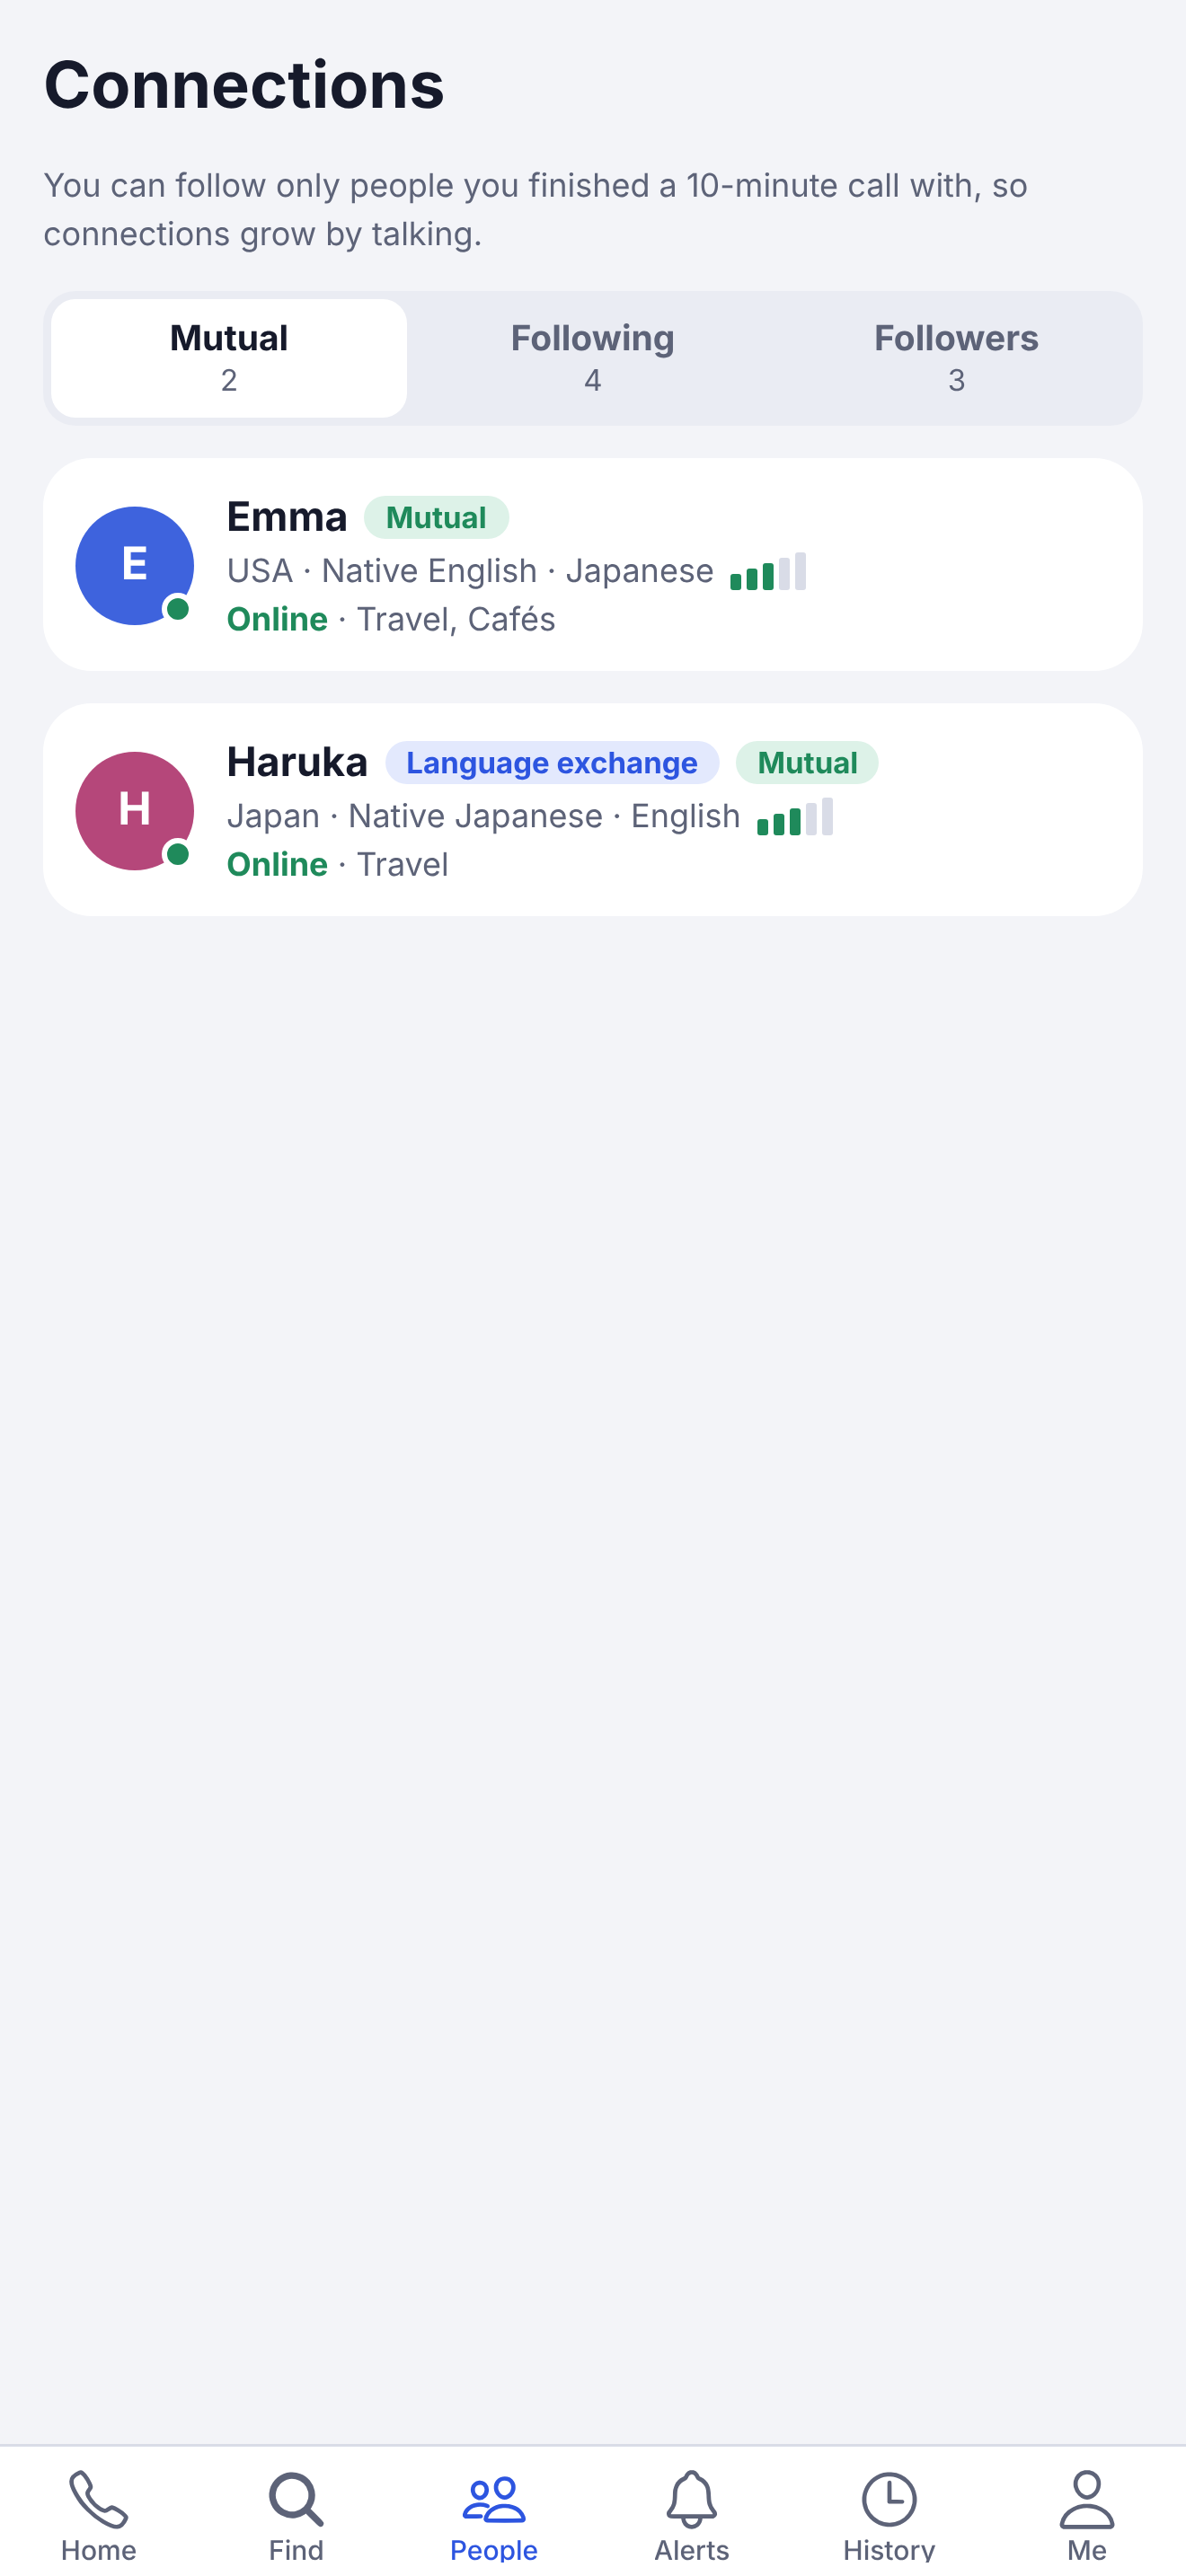 Connections
You can follow only people you finished a 10-minute call with, so
connections grow by talking.
Mutual
2
Following
4
Followers
3
E
Emma Mutual
USA · Native English · Japanese
Online · Travel, Cafés
H
Haruka Language exchange Mutual
Japan · Native Japanese · English
Online · Travel
Home
Find
People
Alerts
History
Me